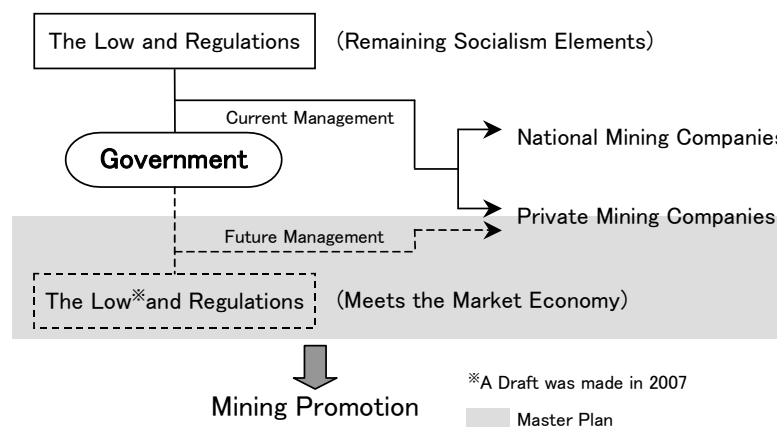 The Low and Regulations (Remaining Socialism Elements)
Current Management
Government
National Mining Companies
Private Mining Companies
Future Management
The Low※and Regulations (Meets the Market Economy)
※A Draft was made in 2007
Mining Promotion
Master Plan